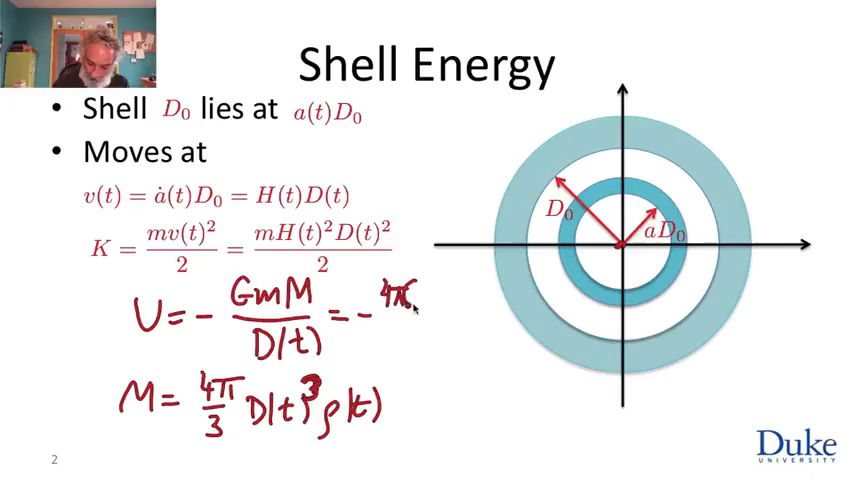 Shell Energy
• Shell D₀ lies at a(t)D₀
• Moves at
v(t) = ȧ(t)D₀ = H(t)D(t)
K = mv(t)²/2 = mH(t)²D(t)²/2
U = - GmM/D(t) = - 4π
M = 4π/3 D(t)³ρ(t)
D₀
aD₀
2
Duke
UNIVERSITY